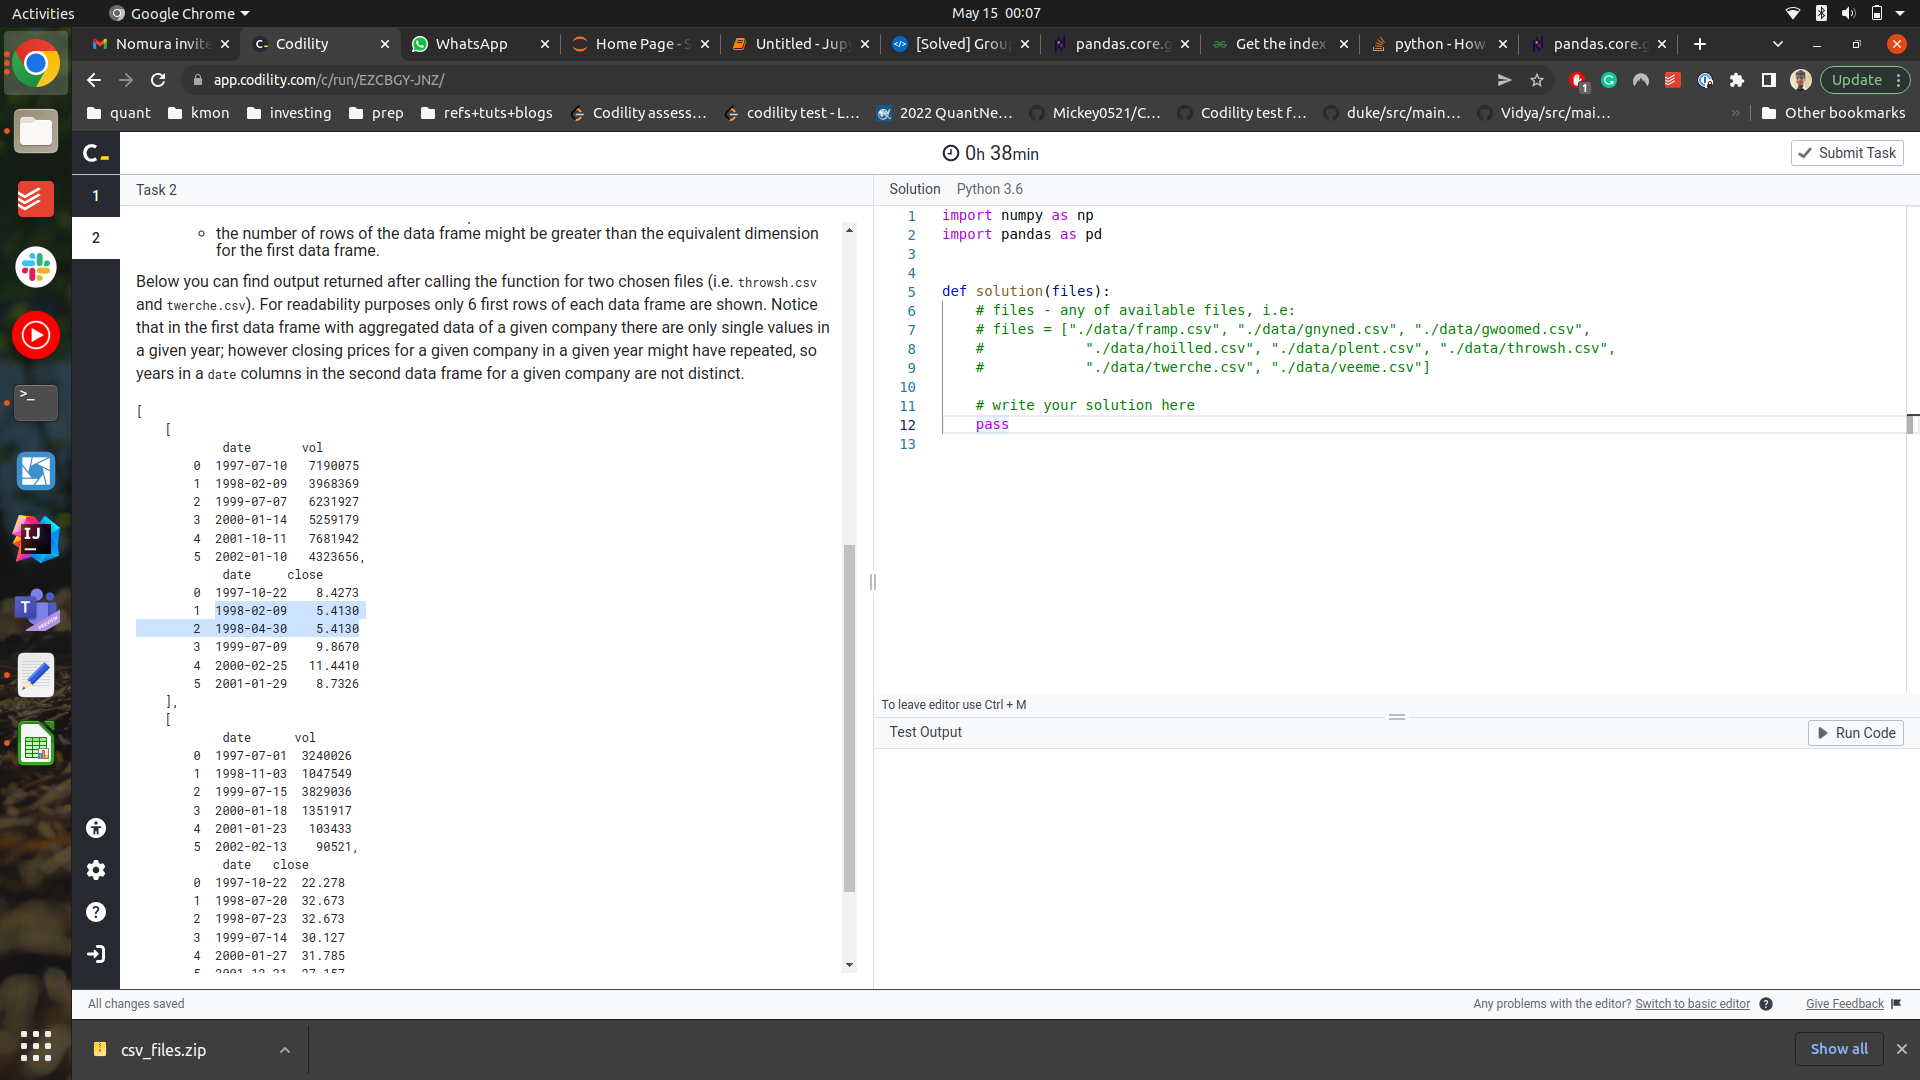 Activities
Google Chrome
May 15 00:07
Nomura invite
Codility
WhatsApp
Home Page - S
Untitled - Jupy
[Solved] Grou
pandas.core.g
Get the index
python - How
pandas.core.g
app.codility.com/c/run/EZCBGY-JNZ/
1
Update
quant
kmon
investing
prep
refs+tuts+blogs
Codility assess...
codility test - L...
2022 QuantNe...
Mickey0521/C...
Codility test f...
duke/src/main...
Vidya/src/mai...
Other bookmarks
0h 38min
Submit Task
1
2
Task 2
◦ the number of rows of the data frame might be greater than the equivalent dimension
for the first data frame.
Below you can find output returned after calling the function for two chosen files (i.e. throwsh.csv
and twerche.csv). For readability purposes only 6 first rows of each data frame are shown. Notice
that in the first data frame with aggregated data of a given company there are only single values in
a given year; however closing prices for a given company in a given year might have repeated, so
years in a date columns in the second data frame for a given company are not distinct.
[
[
date vol
0 1997-07-10 7190075
1 1998-02-09 3968369
2 1999-07-07 6231927
3 2000-01-14 5259179
4 2001-10-11 7681942
5 2002-01-10 4323656,
date close
0 1997-10-22 8.4273
1 1998-02-09 5.4130
2 1998-04-30 5.4130
3 1999-07-09 9.8670
4 2000-02-25 11.4410
5 2001-01-29 8.7326
],
[
date vol
0 1997-07-01 3240026
1 1998-11-03 1047549
2 1999-07-15 3829036
3 2000-01-18 1351917
4 2001-01-23 103433
5 2002-02-13 90521,
date close
0 1997-10-22 22.278
1 1998-07-20 32.673
2 1998-07-23 32.673
3 1999-07-14 30.127
4 2000-01-27 31.785
Solution Python 3.6
1 import numpy as np
2 import pandas as pd
3
4
5 def solution(files):
6 # files - any of available files, i.e:
7 # files = ["./data/framp.csv", "./data/gnyned.csv", "./data/gwoomed.csv",
8 # "./data/hoilled.csv", "./data/plent.csv", "./data/throwsh.csv",
9 # "./data/twerche.csv", "./data/veeme.csv"]
10
11 # write your solution here
12 pass
13
To leave editor use Ctrl + M
Test Output
Run Code
All changes saved
Any problems with the editor? Switch to basic editor
Give Feedback
csv_files.zip
Show all